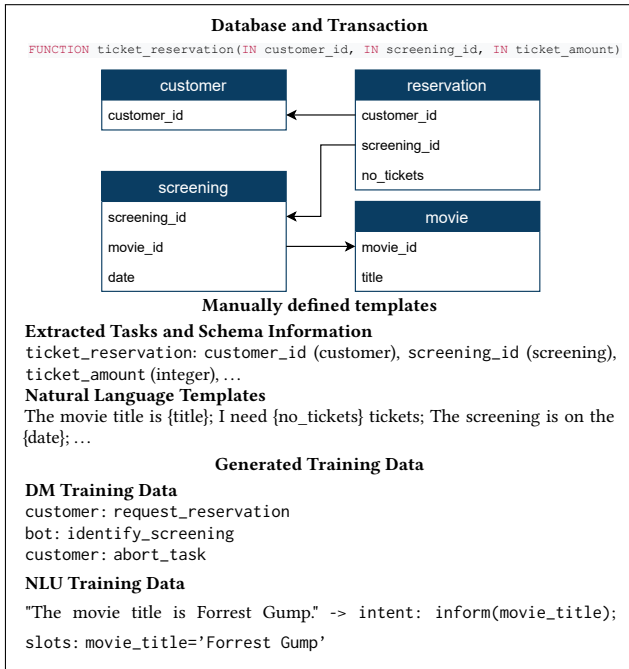 Database and Transaction
FUNCTION ticket_reservation(IN customer_id, IN screening_id, IN ticket_amount)
customer
customer_id
reservation
customer_id
screening_id
no_tickets
screening
screening_id
movie_id
date
movie
movie_id
title
Manually defined templates
Extracted Tasks and Schema Information
ticket_reservation: customer_id (customer), screening_id (screening),
ticket_amount (integer), ...
Natural Language Templates
The movie title is {title}; I need {no_tickets} tickets; The screening is on the
{date}; ...
Generated Training Data
DM Training Data
customer: request_reservation
bot: identify_screening
customer: abort_task
NLU Training Data
"The movie title is Forrest Gump." -> intent: inform(movie_title);
slots: movie_title='Forrest Gump'